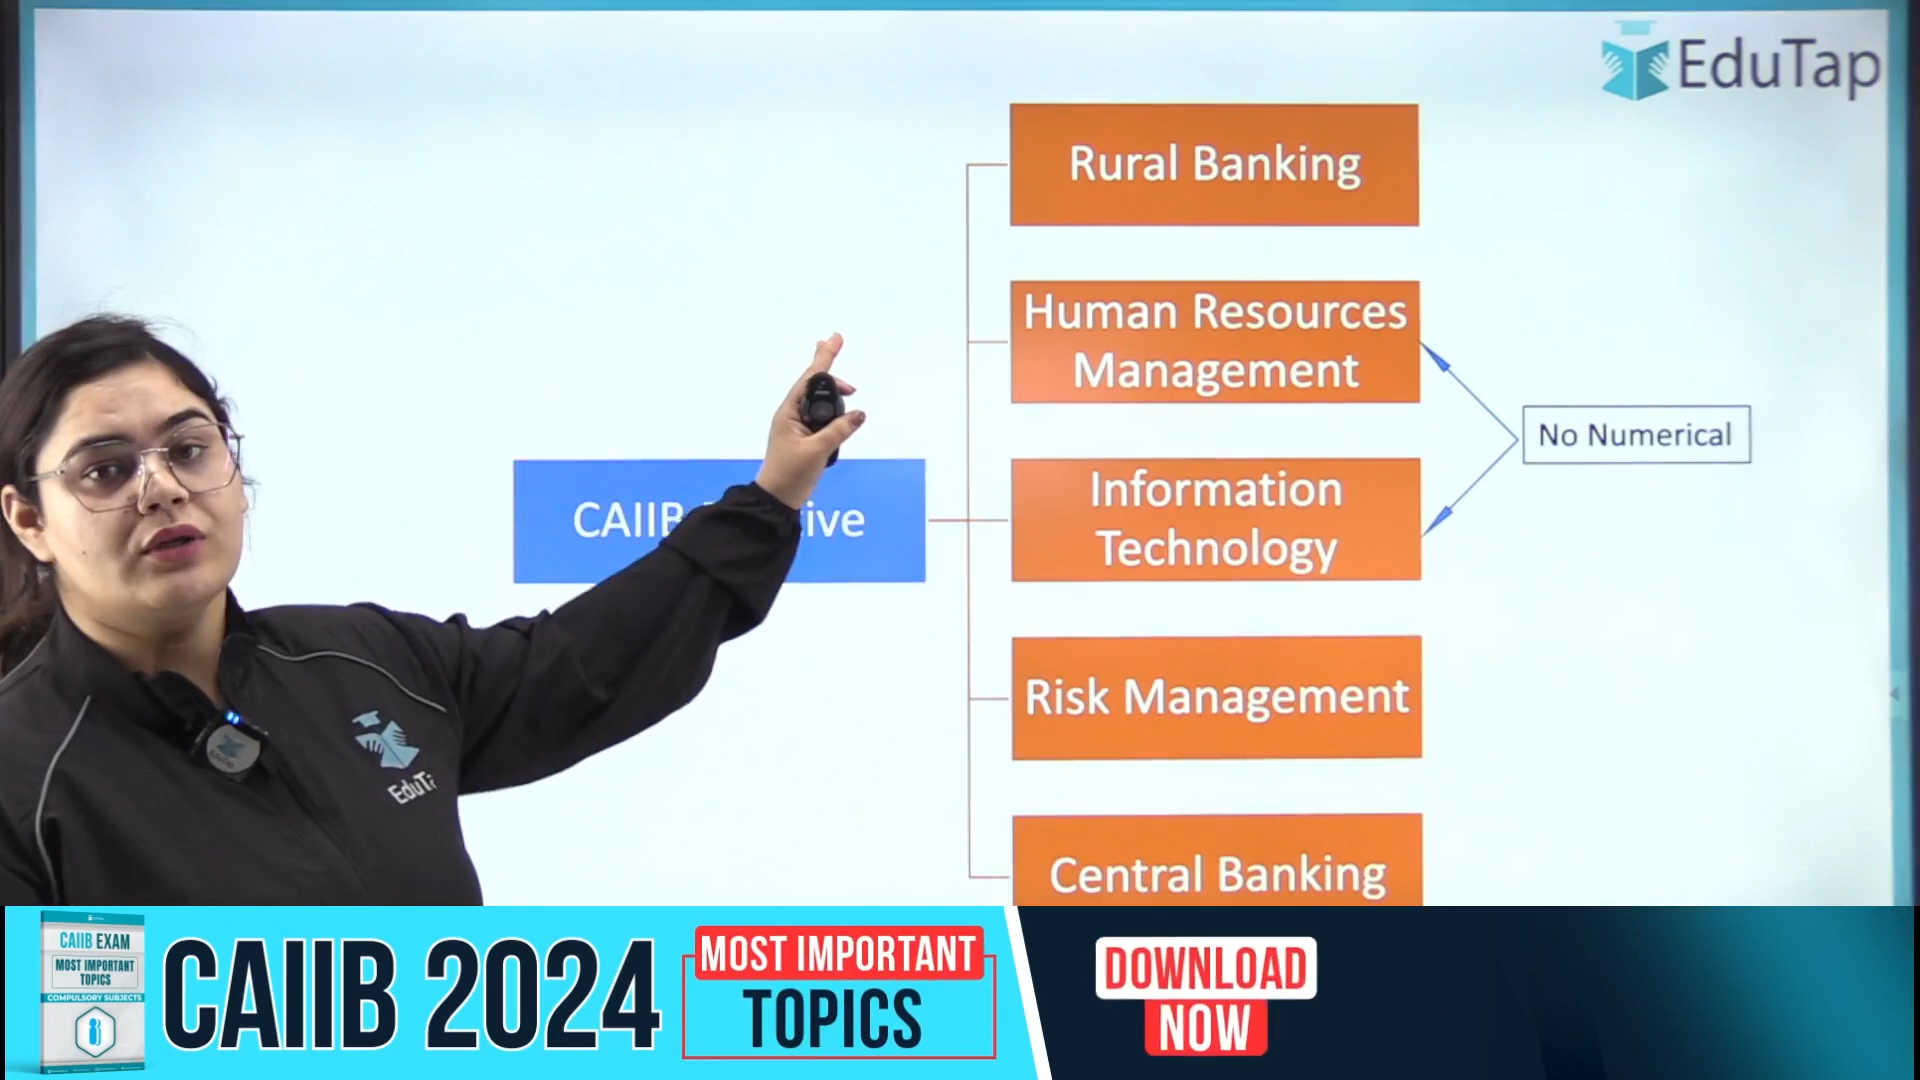 EduTap
Rural Banking
Human Resources
Management
No Numerical
Information
Technology
CAIIB
Risk Management
Central Banking
CAIIB EXAM
MOST IMPORTANT
TOPICS
COMPULSORY SUBJECTS
CAIIB 2024
MOST IMPORTANT
TOPICS
DOWNLOAD
NOW